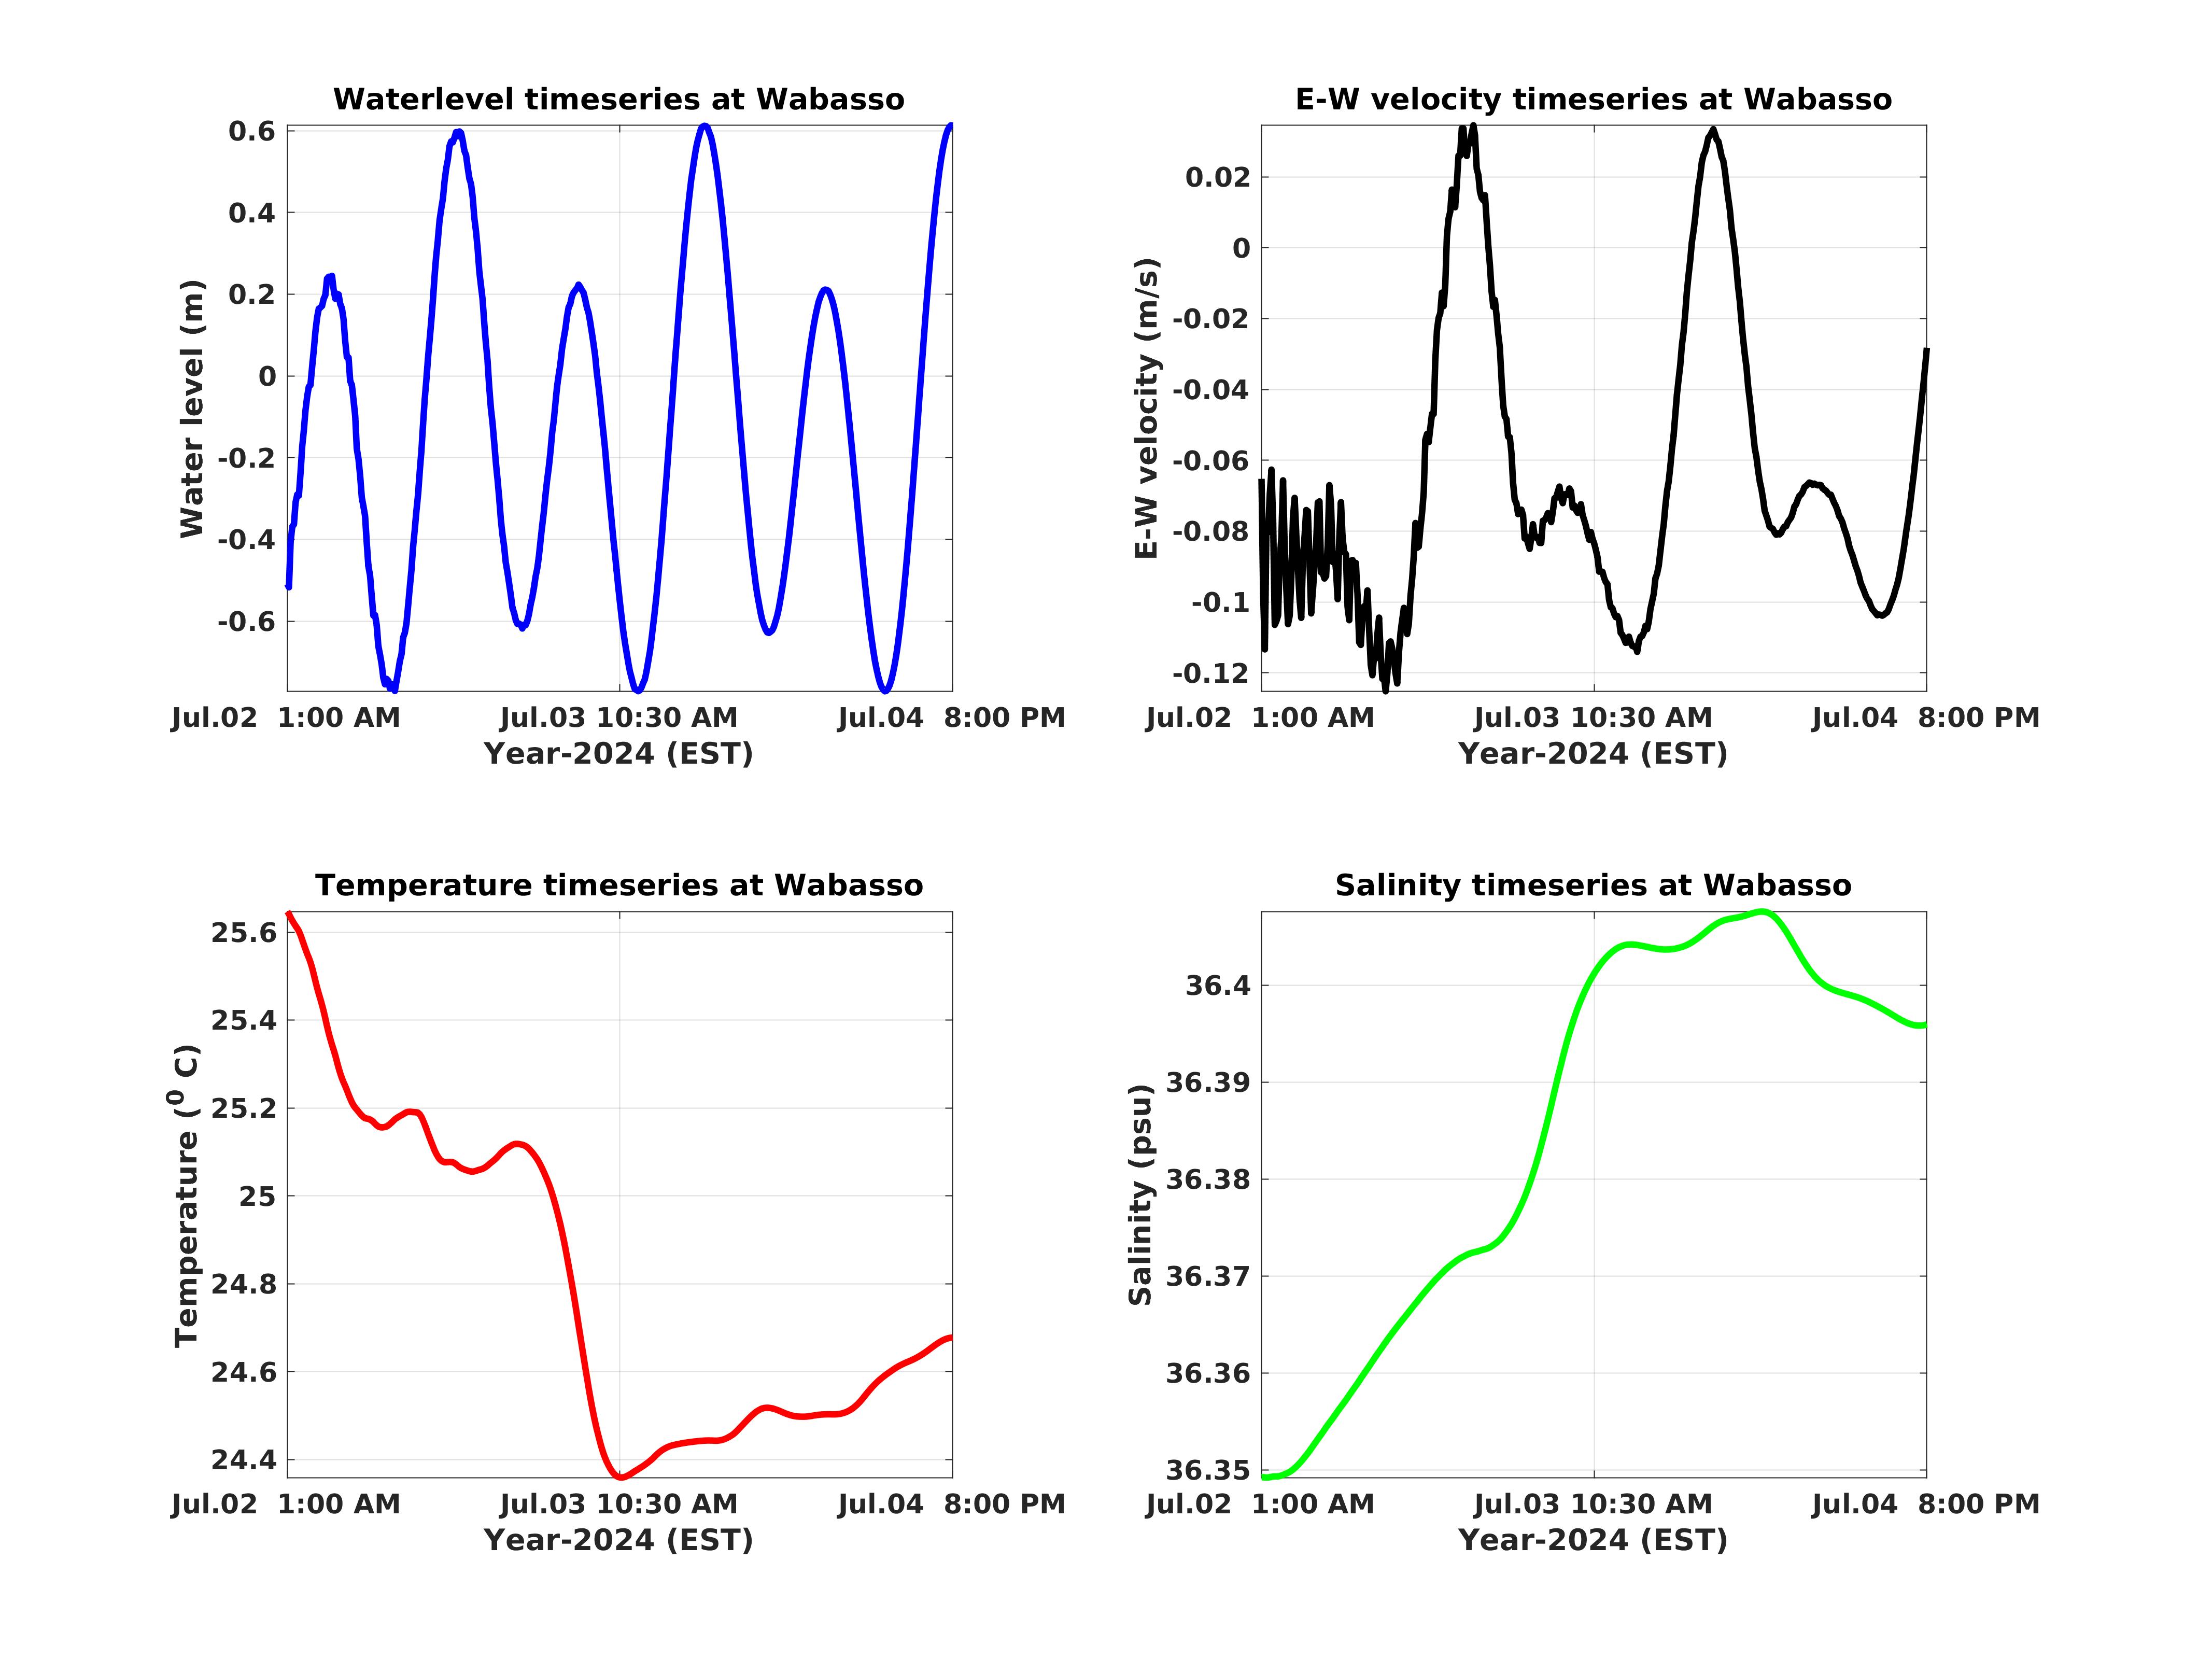 Waterlevel timeseries at Wabasso
0.6
0.4
0.2
0
-0.2
-0.4
-0.6
Water level (m)
Jul.02 1:00 AM Jul.03 10:30 AM Jul.04 8:00 PM
Year-2024 (EST)
E-W velocity timeseries at Wabasso
0.02
0
-0.02
-0.04
-0.06
-0.08
-0.1
-0.12
E-W velocity (m/s)
Jul.02 1:00 AM Jul.03 10:30 AM Jul.04 8:00 PM
Year-2024 (EST)
Temperature timeseries at Wabasso
25.6
25.4
25.2
25
24.8
24.6
24.4
Temperature (⁰ C)
Jul.02 1:00 AM Jul.03 10:30 AM Jul.04 8:00 PM
Year-2024 (EST)
Salinity timeseries at Wabasso
36.4
36.39
36.38
36.37
36.36
36.35
Salinity (psu)
Jul.02 1:00 AM Jul.03 10:30 AM Jul.04 8:00 PM
Year-2024 (EST)